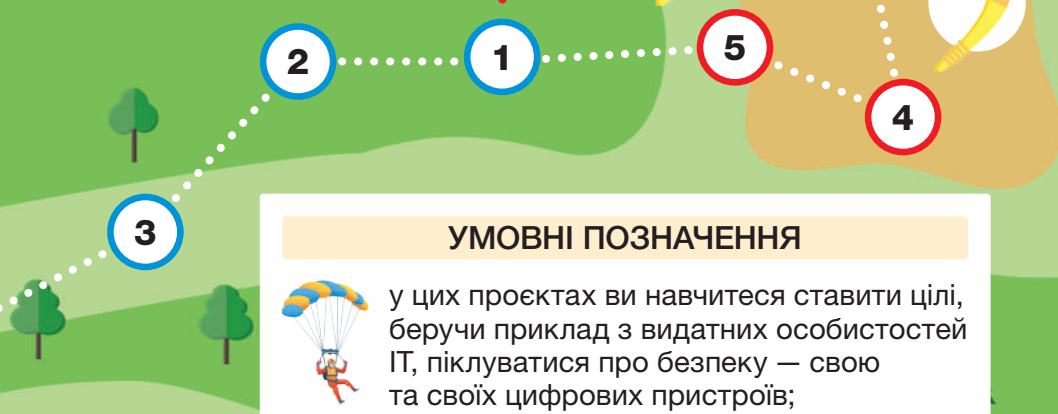 2
1
5
4
3
УМОВНІ ПОЗНАЧЕННЯ
у цих проєктах ви навчитеся ставити цілі,
беручи приклад з видатних особистостей
ІТ, піклуватися про безпеку — свою
та своїх цифрових пристроїв;